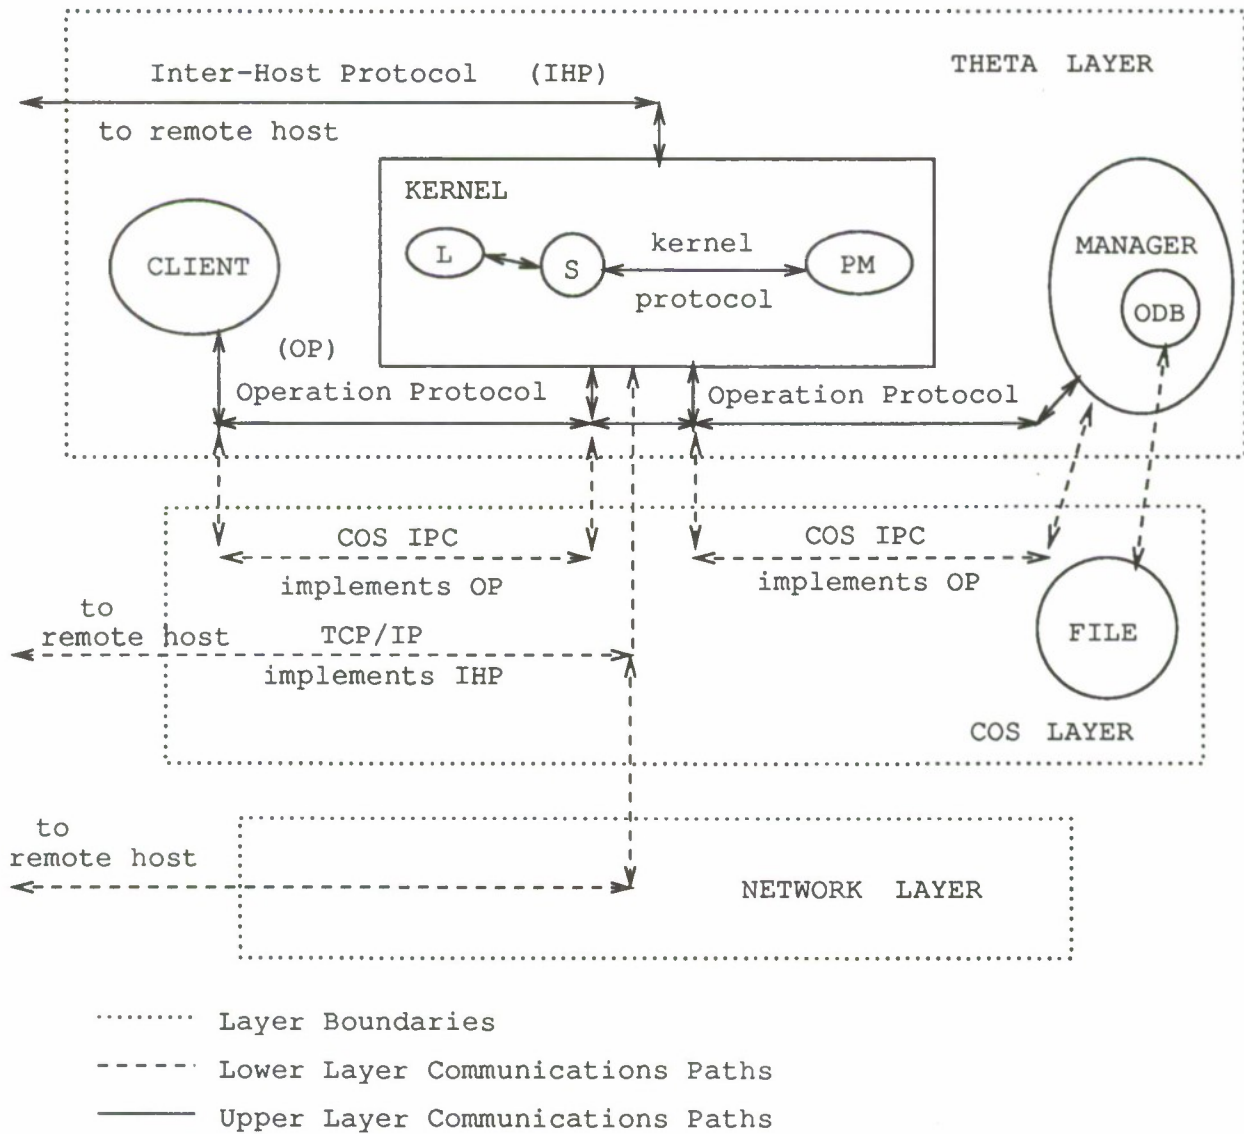 Inter-Host Protocol (IHP)
THETA LAYER
to remote host
KERNEL
L
S
kernel
protocol
PM
CLIENT
MANAGER
ODB
(OP)
Operation Protocol
Operation Protocol
COS IPC
implements OP
COS IPC
implements OP
to
remote host
TCP/IP
implements IHP
FILE
COS LAYER
to
remote host
NETWORK LAYER
Layer Boundaries
Lower Layer Communications Paths
Upper Layer Communications Paths